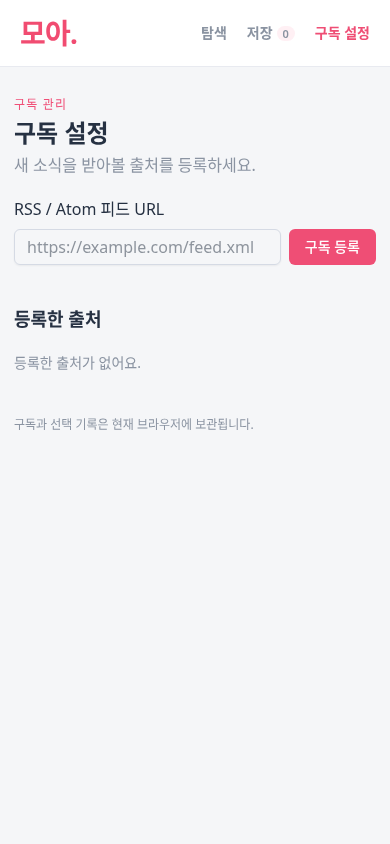 모아.
탐색 저장 0 구독 설정
구독 관리
구독 설정
새 소식을 받아볼 출처를 등록하세요.
RSS / Atom 피드 URL
https://example.com/feed.xml 구독 등록
등록한 출처
등록한 출처가 없어요.
구독과 선택 기록은 현재 브라우저에 보관됩니다.